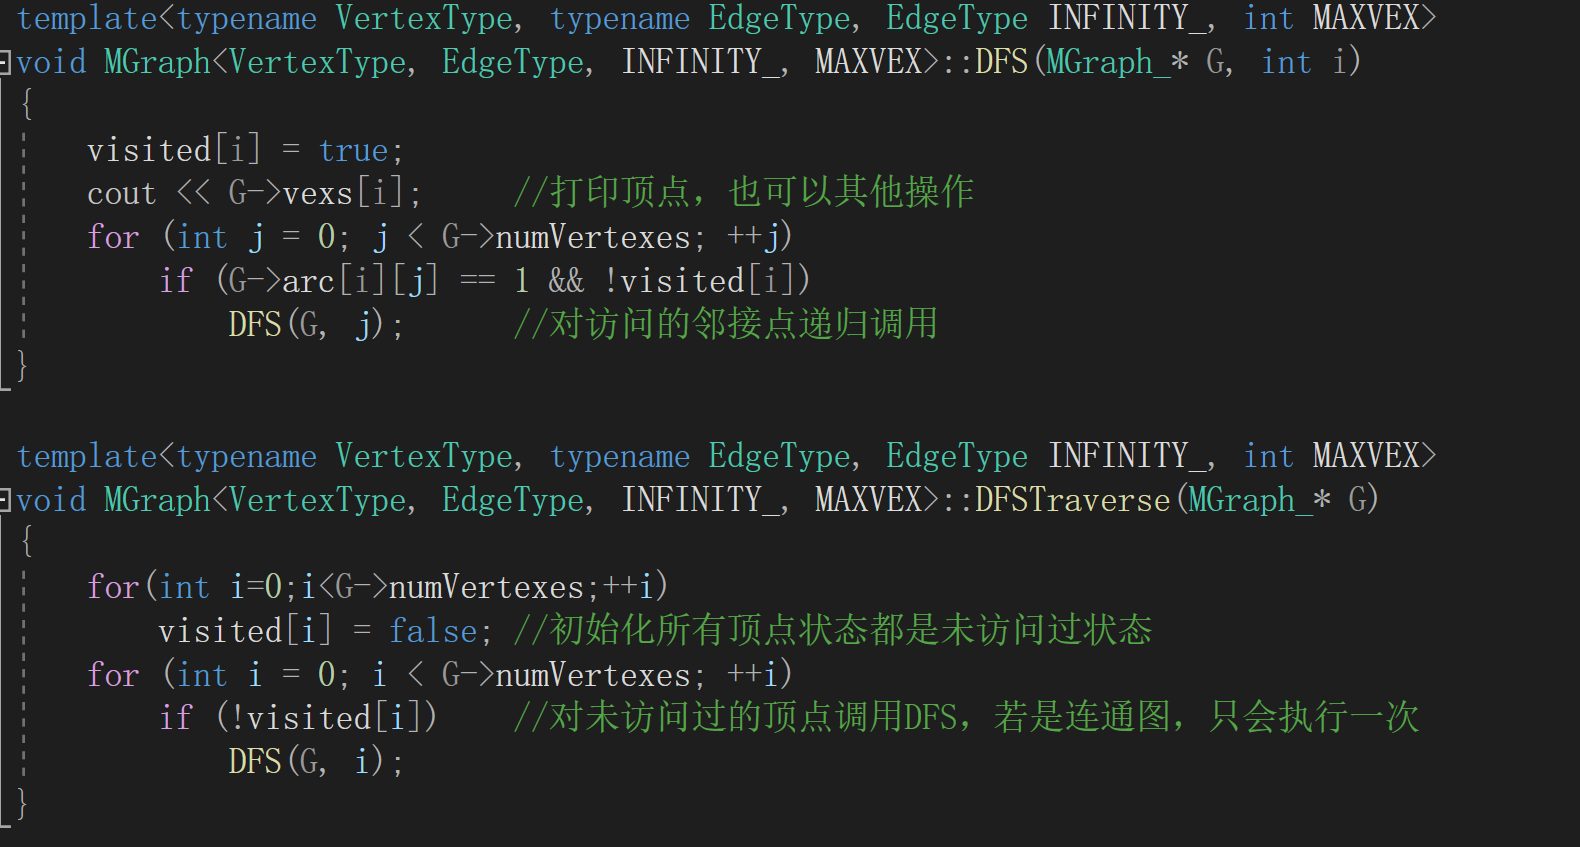 template<typename VertexType, typename EdgeType, EdgeType INFINITY_, int MAXVEX>
void MGraph<VertexType, EdgeType, INFINITY_, MAXVEX>::DFS(MGraph_* G, int i)
{
    visited[i] = true;
    cout << G->vexs[i];     //打印顶点，也可以其他操作
    for (int j = 0; j < G->numVertexes; ++j)
        if (G->arc[i][j] == 1 && !visited[i])
            DFS(G, j);      //对访问的邻接点递归调用
}
template<typename VertexType, typename EdgeType, EdgeType INFINITY_, int MAXVEX>
void MGraph<VertexType, EdgeType, INFINITY_, MAXVEX>::DFSTraverse(MGraph_* G)
{
    for(int i=0;i<G->numVertexes;++i)
        visited[i] = false; //初始化所有顶点状态都是未访问过状态
    for (int i = 0; i < G->numVertexes; ++i)
        if (!visited[i])    //对未访问过的顶点调用DFS，若是连通图，只会执行一次
            DFS(G, i);
}